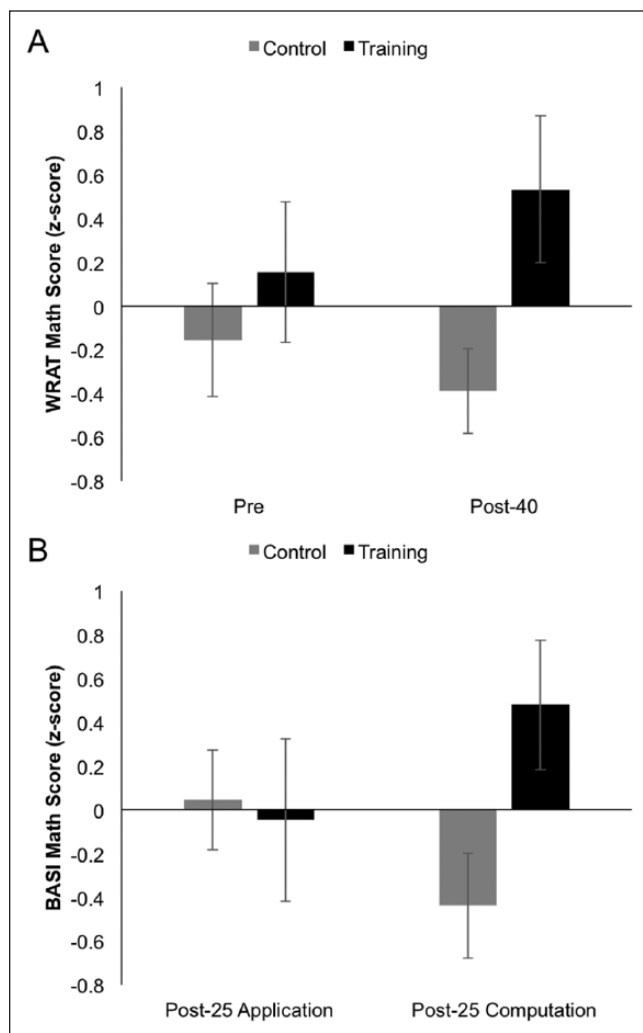 A
Control Training
WRAT Math Score (z-score)
1
0.8
0.6
0.4
0.2
0
-0.2
-0.4
-0.6
-0.8
Pre Post-40
B
Control Training
BASI Math Score (z-score)
1
0.8
0.6
0.4
0.2
0
-0.2
-0.4
-0.6
-0.8
Post-25 Application Post-25 Computation